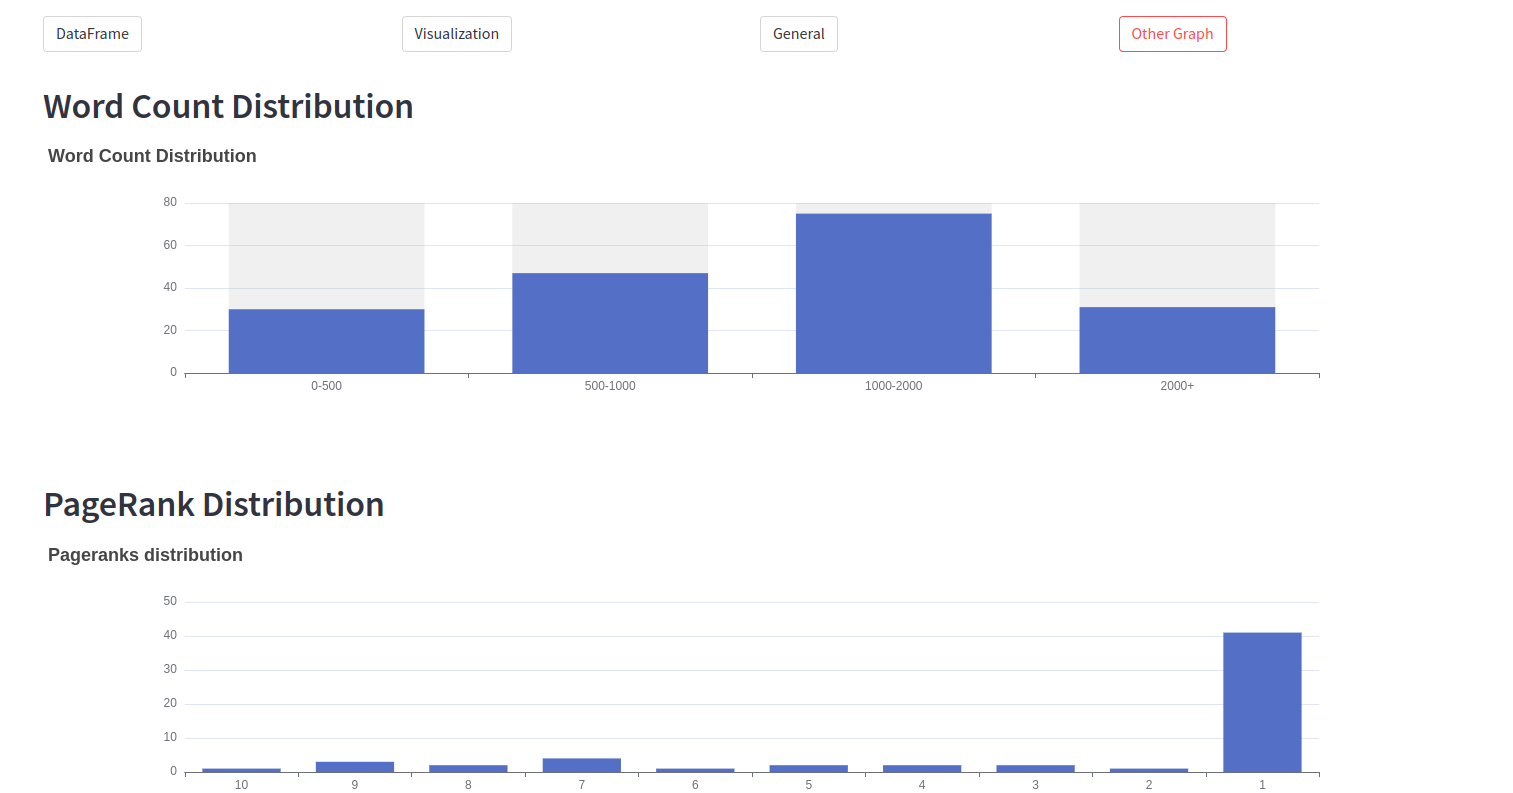 DataFrame Visualization General Other Graph
Word Count Distribution
Word Count Distribution
80
60
40
20
0
0-500 500-1000 1000-2000 2000+
PageRank Distribution
Pageranks distribution
50
40
30
20
10
0
10 9 8 7 6 5 4 3 2 1